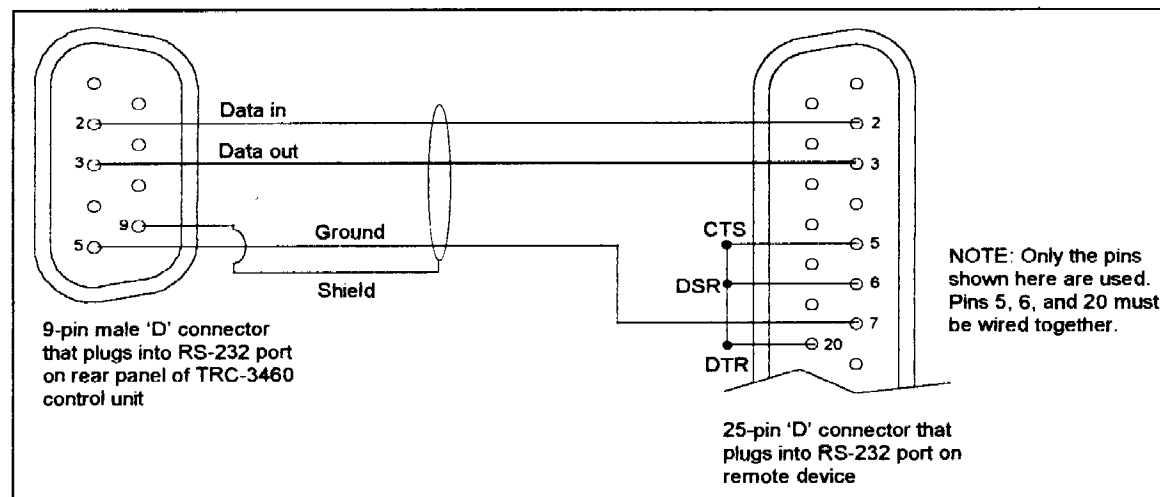 Data in
2
2
Data out
3
3
9
Ground
5
CTS
5
Shield
DSR
6
7
20
DTR
NOTE: Only the pins
shown here are used.
Pins 5, 6, and 20 must
be wired together.
9-pin male 'D' connector
that plugs into RS-232 port
on rear panel of TRC-3460
control unit
25-pin 'D' connector that
plugs into RS-232 port on
remote device